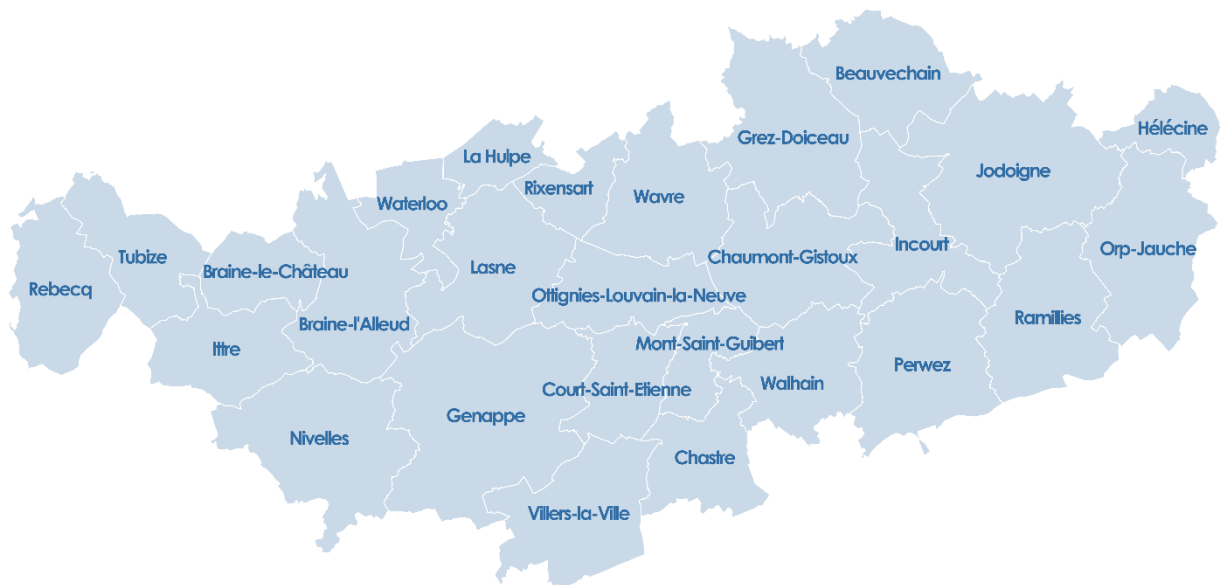 Beauvechain
Hélécine
Grez-Doiceau
La Hulpe
Jodoigne
Rixensart
Wavre
Waterloo
Incourt
Orp-Jauche
Tubize
Chaumont-Gistoux
Lasne
Braine-le-Château
Rebecq
Ottignies-Louvain-la-Neuve
Ramillies
Braine-l'Alleud
Mont-Saint-Guibert
Ittre
Perwez
Walhain
Court-Saint-Etienne
Genappe
Nivelles
Chastre
Villers-la-Ville